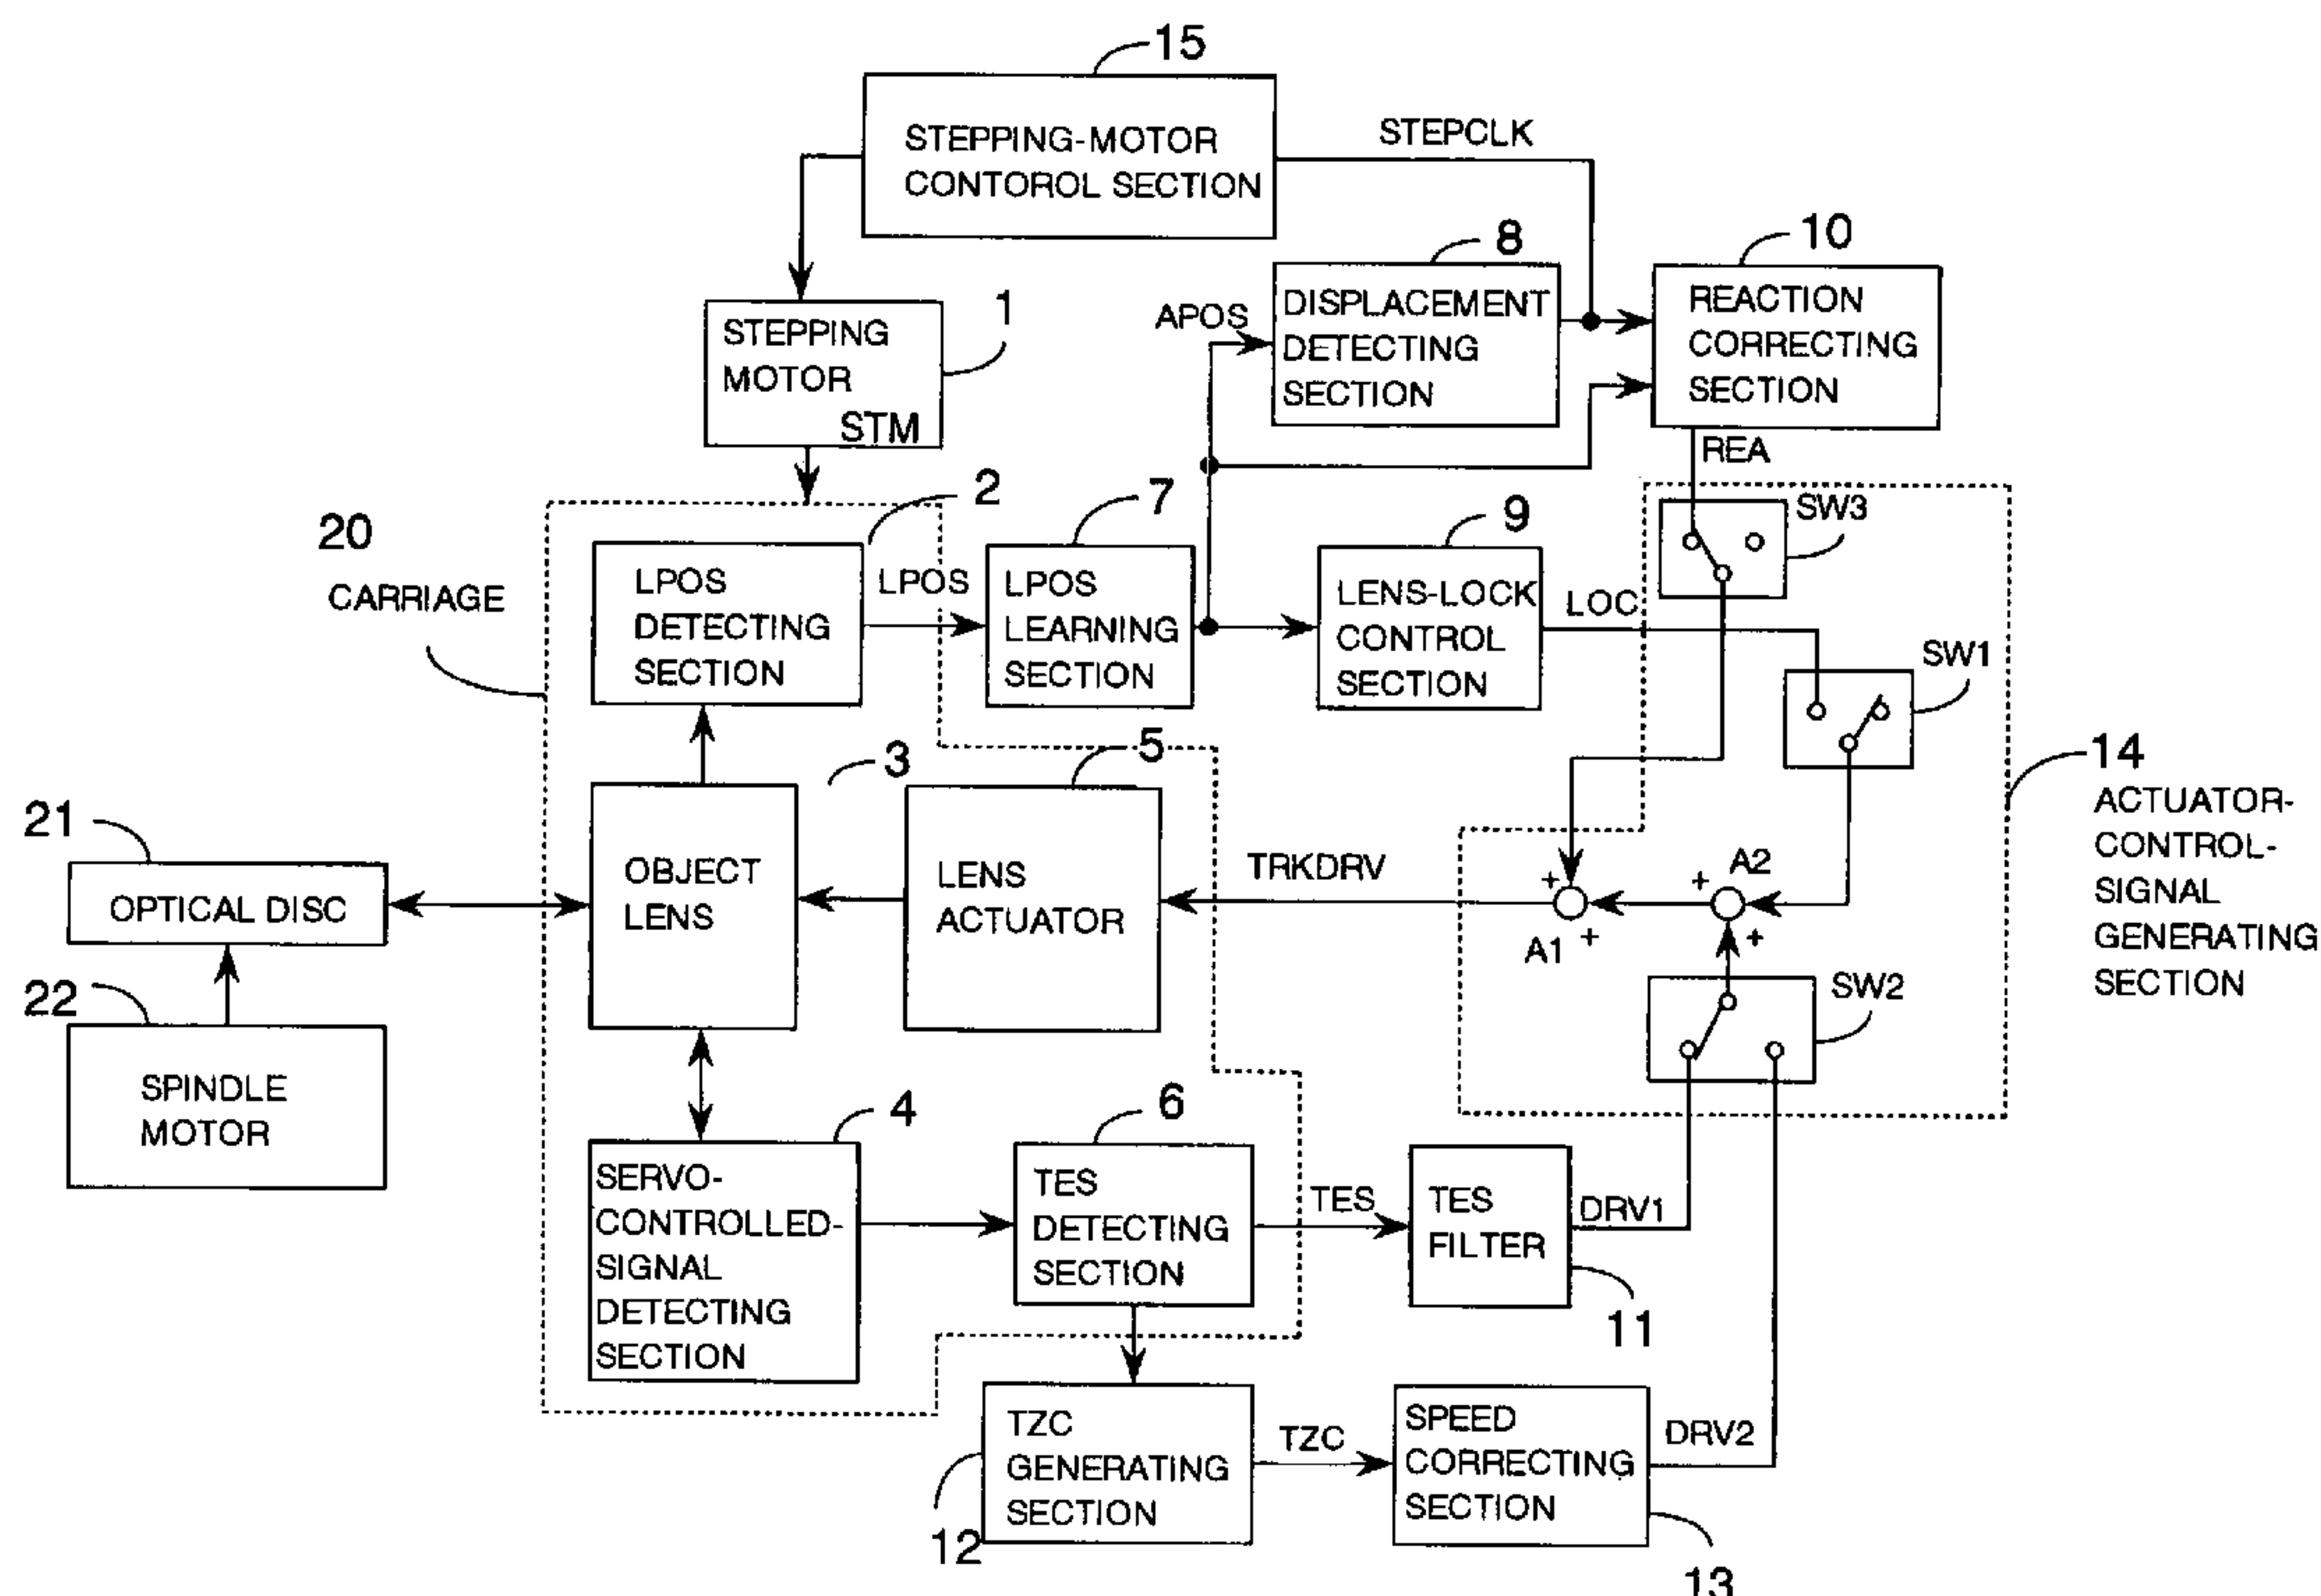 15
STEPPING-MOTOR
CONTOROL SECTION
STEPCLK
8
10
1
STEPPING
MOTOR
STM
APOS
DISPLACEMENT
DETECTING
SECTION
REACTION
CORRECTING
SECTION
REA
20
CARRIAGE
2
LPOS
DETECTING
SECTION
LPOS
7
LPOS
LEARNING
SECTION
9
LENS-LOCK
CONTROL
SECTION
LOC
SW3
SW1
14
ACTUATOR-
CONTROL-
SIGNAL
GENERATING
SECTION
21
OPTICAL DISC
22
SPINDLE
MOTOR
3
OBJECT
LENS
5
LENS
ACTUATOR
TRKDRV
+
A1
+
+
A2
+
SW2
4
SERVO-
CONTROLLED-
SIGNAL
DETECTING
SECTION
6
TES
DETECTING
SECTION
TES
TES
FILTER
11
DRV1
12
TZC
GENERATING
SECTION
TZC
SPEED
CORRECTING
SECTION
13
DRV2